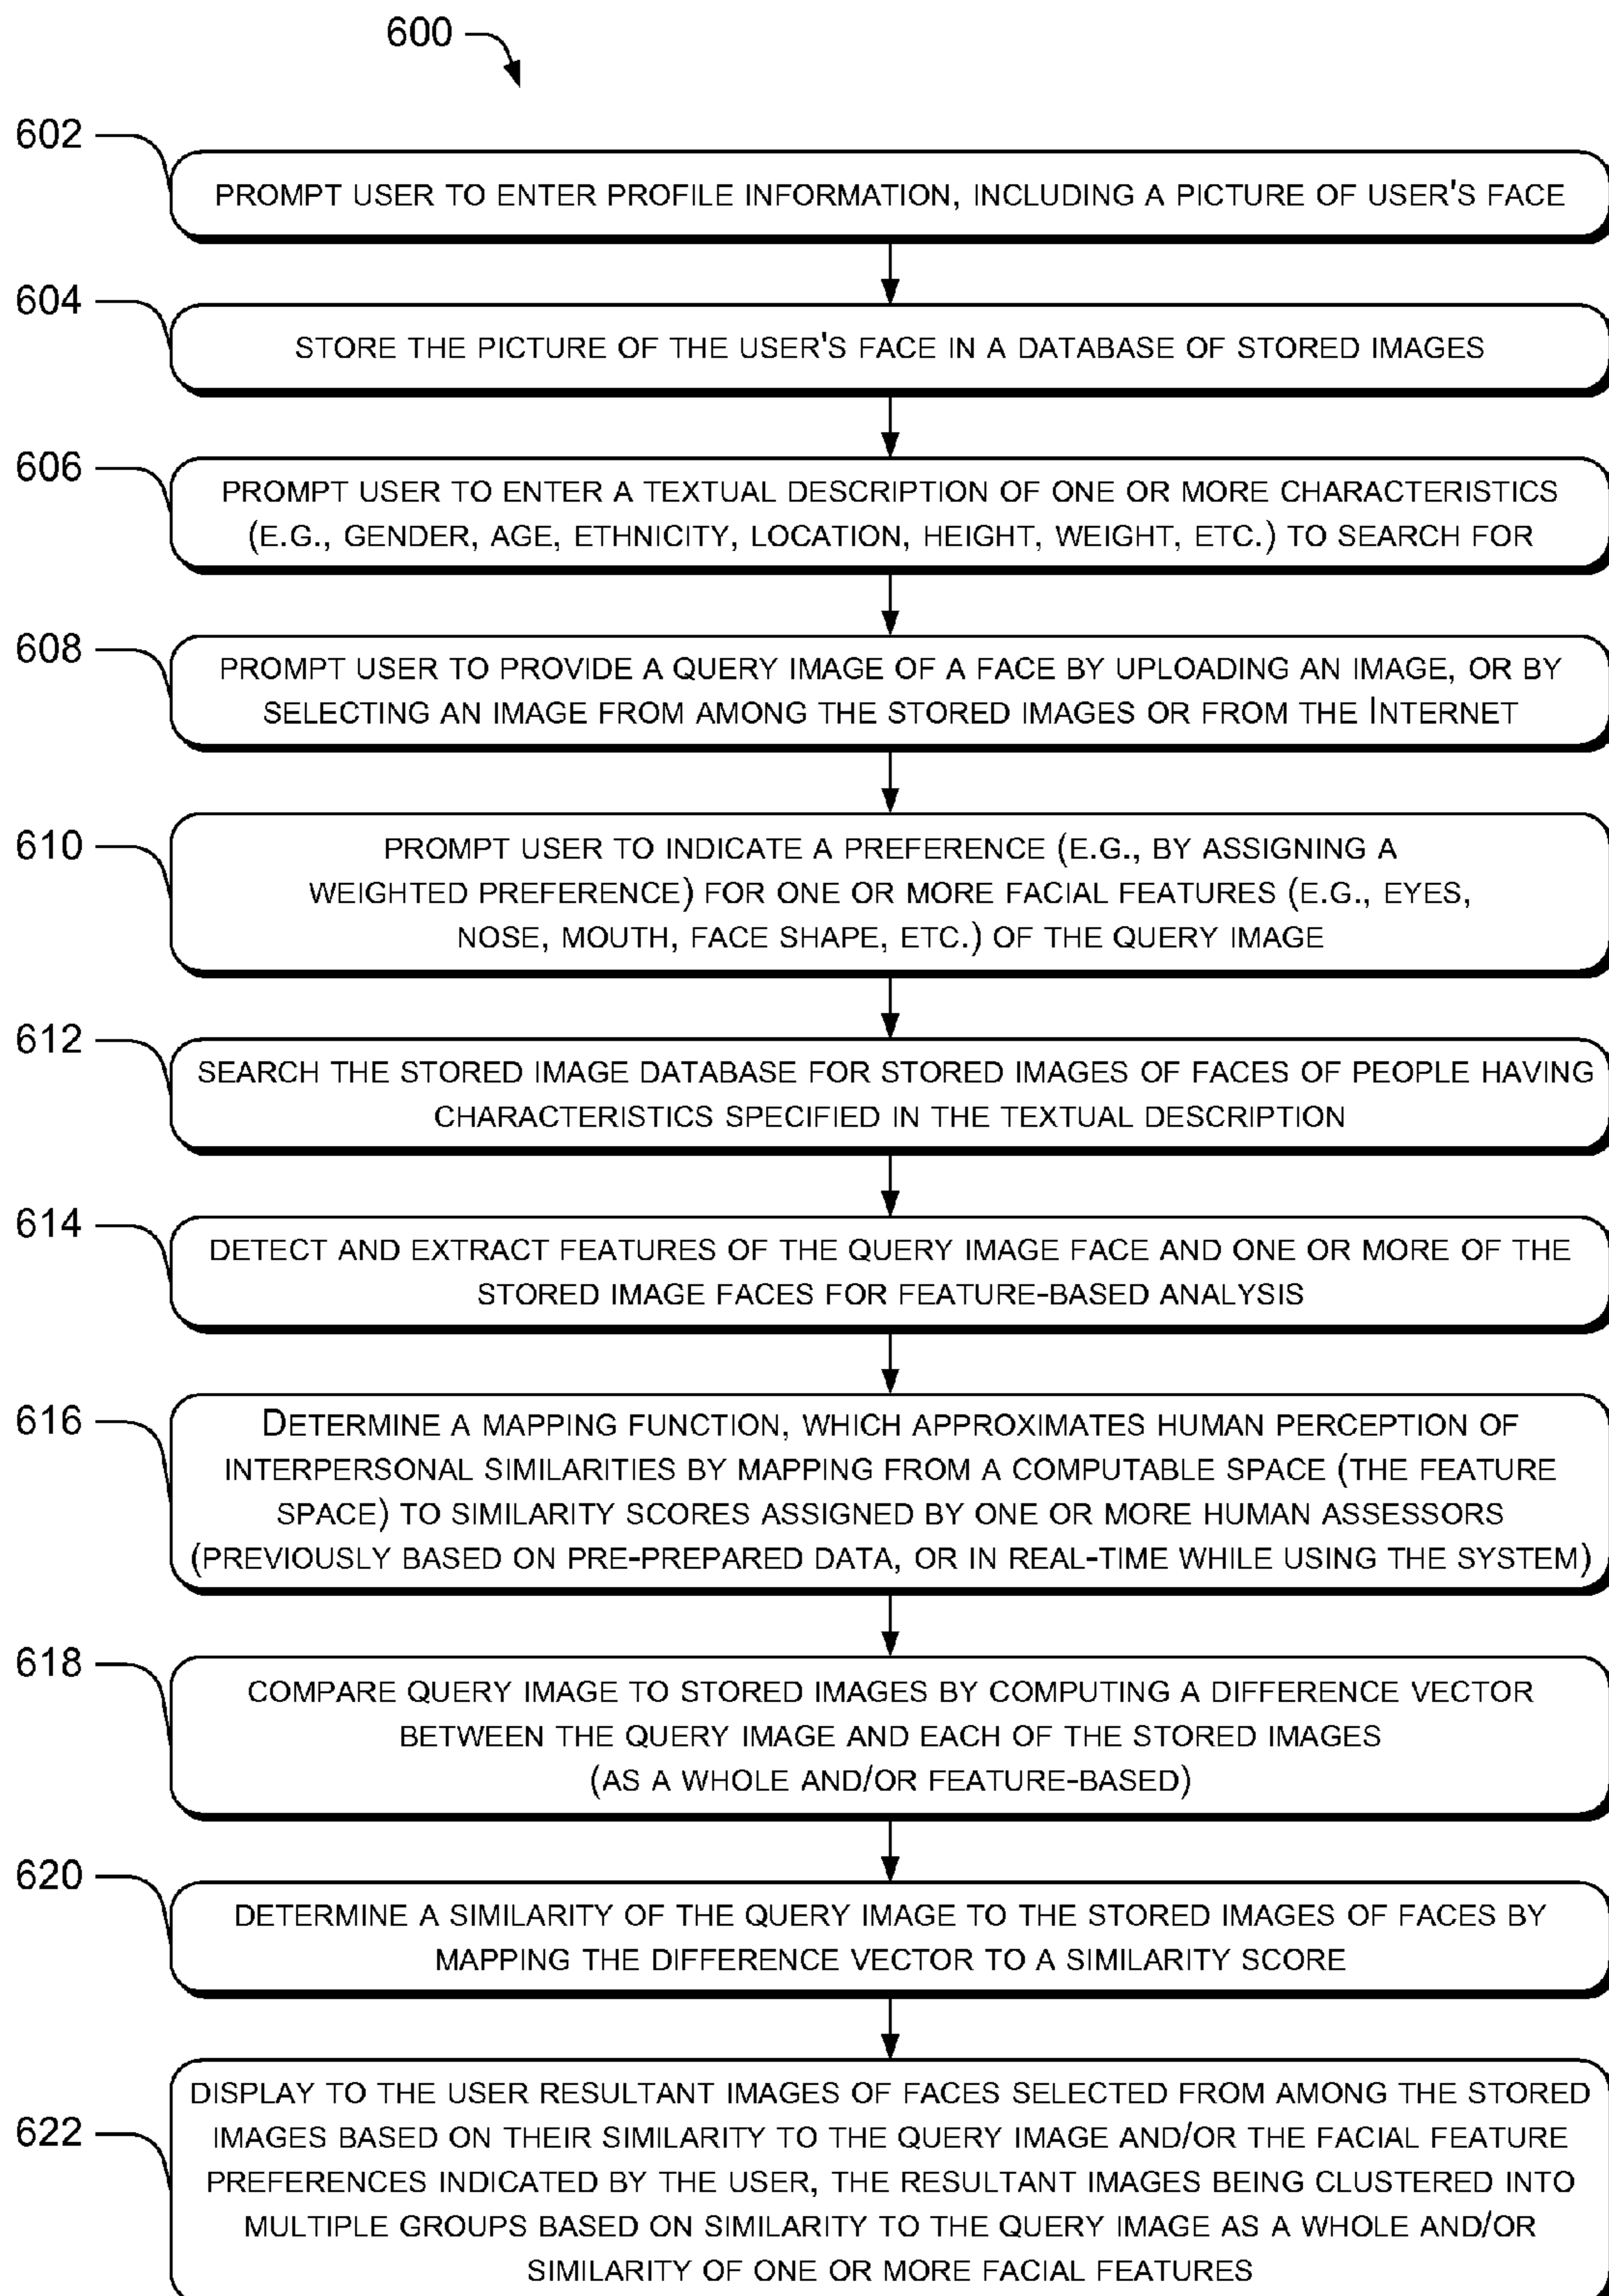 600
602
PROMPT USER TO ENTER PROFILE INFORMATION, INCLUDING A PICTURE OF USER'S FACE
604
STORE THE PICTURE OF THE USER'S FACE IN A DATABASE OF STORED IMAGES
606
PROMPT USER TO ENTER A TEXTUAL DESCRIPTION OF ONE OR MORE CHARACTERISTICS
(E.G., GENDER, AGE, ETHNICITY, LOCATION, HEIGHT, WEIGHT, ETC.) TO SEARCH FOR
608
PROMPT USER TO PROVIDE A QUERY IMAGE OF A FACE BY UPLOADING AN IMAGE, OR BY
SELECTING AN IMAGE FROM AMONG THE STORED IMAGES OR FROM THE INTERNET
610
PROMPT USER TO INDICATE A PREFERENCE (E.G., BY ASSIGNING A
WEIGHTED PREFERENCE) FOR ONE OR MORE FACIAL FEATURES (E.G., EYES,
NOSE, MOUTH, FACE SHAPE, ETC.) OF THE QUERY IMAGE
612
SEARCH THE STORED IMAGE DATABASE FOR STORED IMAGES OF FACES OF PEOPLE HAVING
CHARACTERISTICS SPECIFIED IN THE TEXTUAL DESCRIPTION
614
DETECT AND EXTRACT FEATURES OF THE QUERY IMAGE FACE AND ONE OR MORE OF THE
STORED IMAGE FACES FOR FEATURE-BASED ANALYSIS
616
DETERMINE A MAPPING FUNCTION, WHICH APPROXIMATES HUMAN PERCEPTION OF
INTERPERSONAL SIMILARITIES BY MAPPING FROM A COMPUTABLE SPACE (THE FEATURE
SPACE) TO SIMILARITY SCORES ASSIGNED BY ONE OR MORE HUMAN ASSESSORS
(PREVIOUSLY BASED ON PRE-PREPARED DATA, OR IN REAL-TIME WHILE USING THE SYSTEM)
618
COMPARE QUERY IMAGE TO STORED IMAGES BY COMPUTING A DIFFERENCE VECTOR
BETWEEN THE QUERY IMAGE AND EACH OF THE STORED IMAGES
(AS A WHOLE AND/OR FEATURE-BASED)
620
DETERMINE A SIMILARITY OF THE QUERY IMAGE TO THE STORED IMAGES OF FACES BY
MAPPING THE DIFFERENCE VECTOR TO A SIMILARITY SCORE
622
DISPLAY TO THE USER RESULTANT IMAGES OF FACES SELECTED FROM AMONG THE STORED
IMAGES BASED ON THEIR SIMILARITY TO THE QUERY IMAGE AND/OR THE FACIAL FEATURE
PREFERENCES INDICATED BY THE USER, THE RESULTANT IMAGES BEING CLUSTERED INTO
MULTIPLE GROUPS BASED ON SIMILARITY TO THE QUERY IMAGE AS A WHOLE AND/OR
SIMILARITY OF ONE OR MORE FACIAL FEATURES